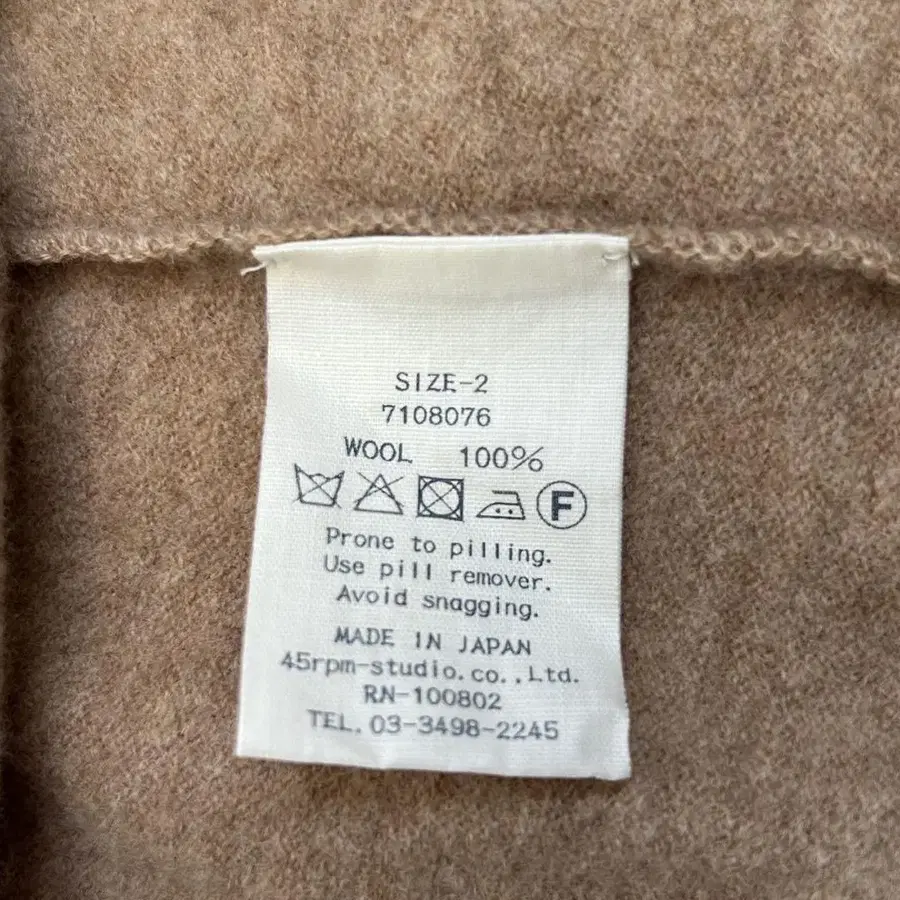 SIZE-2
7108076
WOOL 100%
F
Prone to pilling.
Use pill remover.
Avoid snagging.
MADE IN JAPAN
45rpm-studio.co.,Ltd.
RN-100802
TEL.03-3498-2245